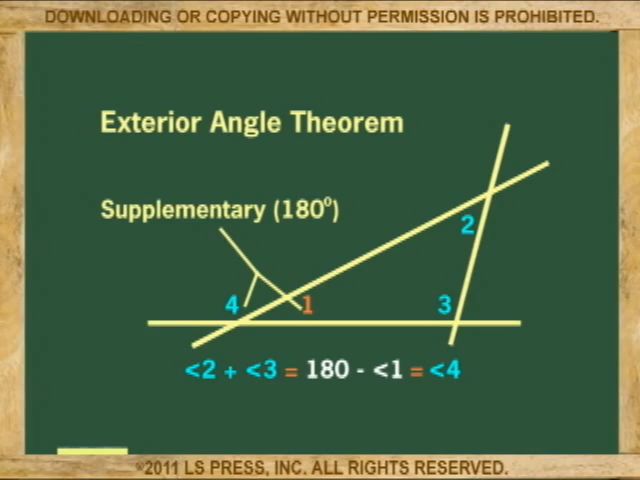 DOWNLOADING OR COPYING WITHOUT PERMISSION IS PROHIBITED.
Exterior Angle Theorem
Supplementary (180⁰)
2
4 1 3
<2 + <3 = 180 - <1 = <4
©2011 LS PRESS, INC. ALL RIGHTS RESERVED.